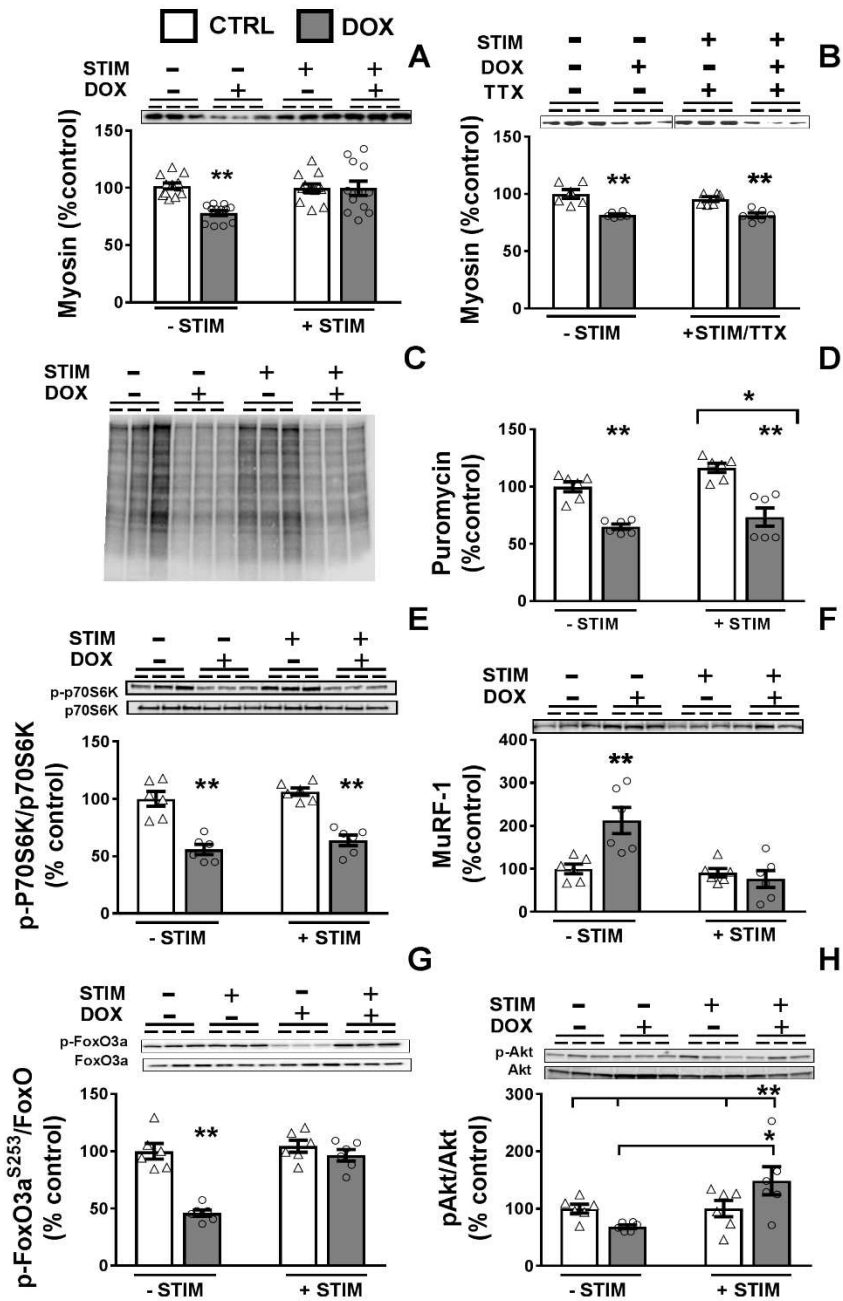 CTRL DOX
A
STIM - - + +
DOX - + - +
Myosin (%control)
150
100
50
0
**
- STIM + STIM
B
STIM - - + +
DOX - + - +
TTX - - + +
Myosin (%control)
150
100
50
0
** **
- STIM +STIM/TTX
C
STIM - - + +
DOX - + - +
D
Puromycin
(%control)
150
100
50
0
** * **
- STIM + STIM
E
STIM - - + +
DOX - + - +
p-p70S6K
p70S6K
p-P70S6K/p70S6K
(% control)
150
100
50
0
** **
- STIM + STIM
F
STIM - - + +
DOX - + - +
MuRF-1
(%control)
400
300
200
100
0
**
- STIM + STIM
G
STIM - + - +
DOX - - + +
p-FoxO3a
FoxO3a
p-FoxO3a^S253/FoxO
(% control)
150
100
50
0
**
- STIM + STIM
H
STIM - - + +
DOX - + - +
p-Akt
Akt
pAkt/Akt
(% control)
300
200
100
0
**
*
- STIM + STIM